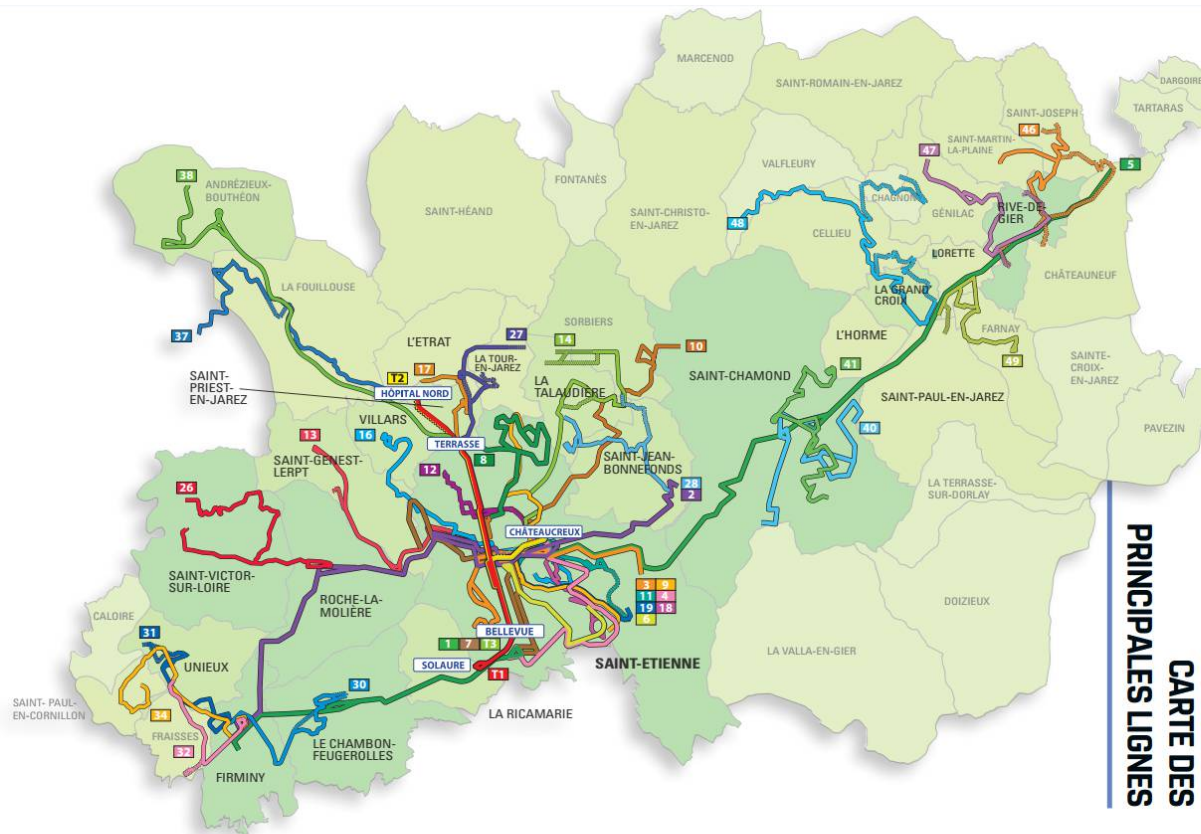 MARCENOD
SAINT-ROMAIN-EN-JAREZ
DARGOIRE
TARTARAS
SAINT-JOSEPH
46
SAINT-MARTIN-
LA-PLAINE
47
5
VALFLEURY
FONTANÈS
CHAGNON
GÉNILAC
RIVE-DE-
GIER
38
ANDRÉZIEUX-
BOUTHÉON
SAINT-HÉAND
SAINT-CHRISTO-
EN-JAREZ
48
CELLIEU
LORETTE
CHÂTEAUNEUF
LA FOUILLOUSE
LA GRAND
CROIX
37
SORBIERS
L'ETRAT
27
14
10
L'HORME
FARNAY
49
17
LA TOUR-
EN-JAREZ
T2
HÔPITAL NORD
SAINT-
PRIEST-
EN-JAREZ
LA
TALAUDIÈRE
SAINT-CHAMOND
41
SAINTE-
CROIX-
EN-JAREZ
SAINT-PAUL-EN-JAREZ
PAVEZIN
VILLARS
16
13
SAINT-GENEST-
LERPT
TERRASSE
8
12
SAINT-JEAN-
BONNEFONDS
40
28
2
26
LA TERRASSE-
SUR-DORLAY
CHÂTEAUCREUX
SAINT-VICTOR-
SUR-LOIRE
ROCHE-LA-
MOLIÈRE
3 9
11 4
19 18
6
DOIZIEUX
CALOIRE
31
UNIEUX
BELLEVUE
1 7 T3
SOLAURE
T1
SAINT-ETIENNE
LA VALLA-EN-GIER
30
SAINT- PAUL-
EN-CORNILLON
34
FRAISSES
32
LA RICAMARIE
LE CHAMBON-
FEUGEROLLES
FIRMINY
CARTE DES
PRINCIPALES LIGNES